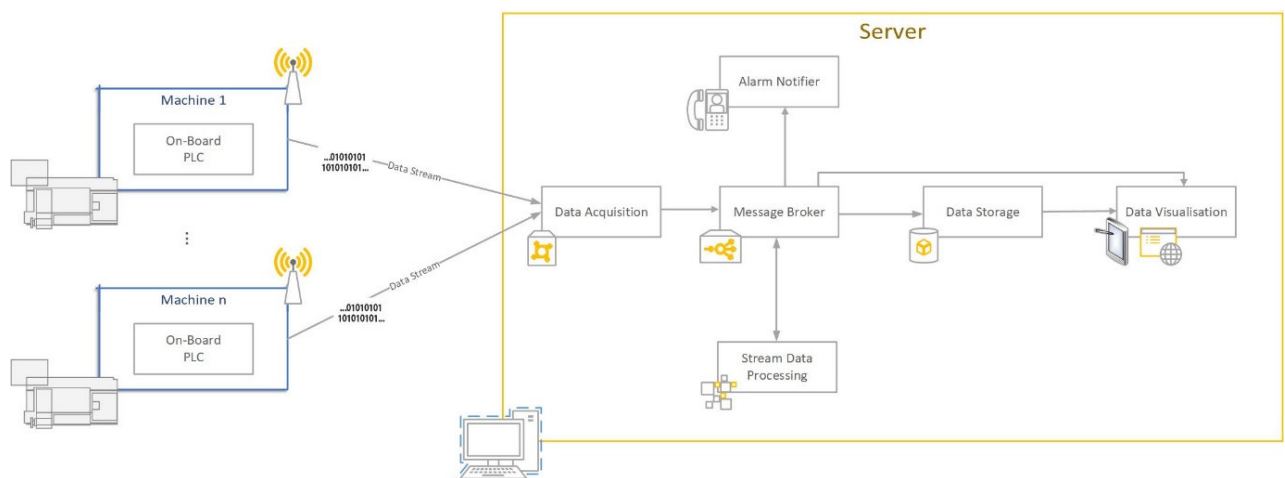 Server
Machine 1
On-Board
PLC
...01010101
101010101...
Data Stream
⋮
Machine n
On-Board
PLC
...01010101
101010101...
Data Stream
Alarm Notifier
Data Acquisition
Message Broker
Data Storage
Data Visualisation
Stream Data
Processing